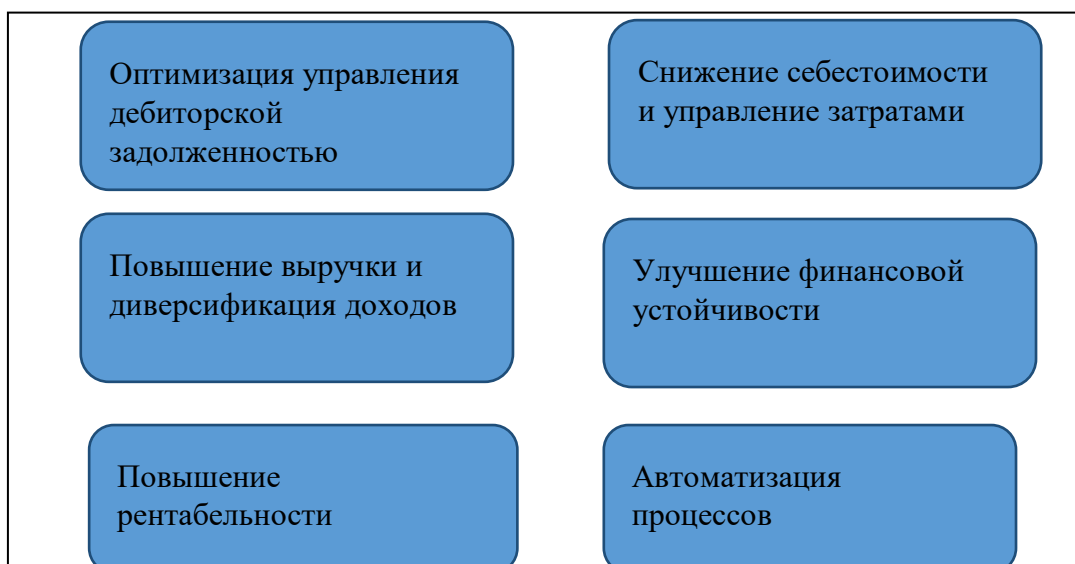 Оптимизация управления
дебиторской
задолженностью
Снижение себестоимости
и управление затратами
Повышение выручки и
диверсификация доходов
Улучшение финансовой
устойчивости
Повышение
рентабельности
Автоматизация
процессов